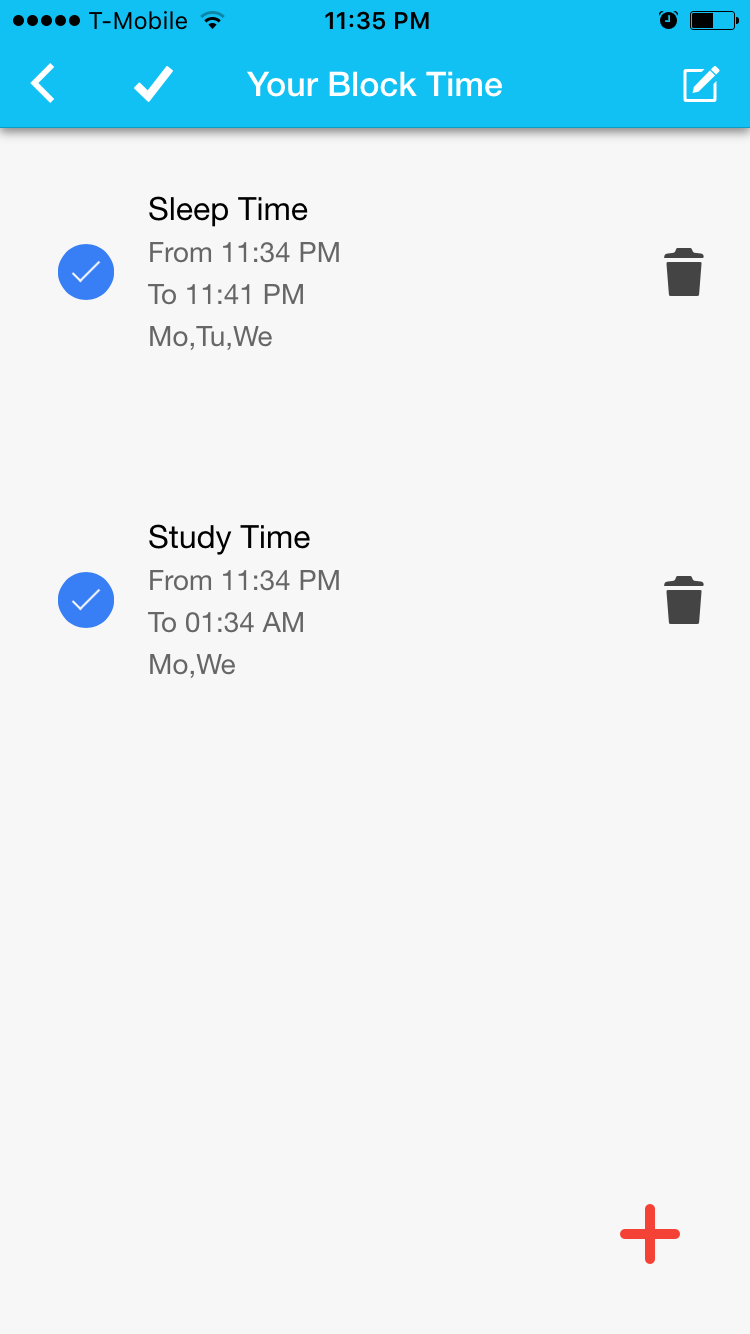 T-Mobile 11:35 PM
Your Block Time
Sleep Time
From 11:34 PM
To 11:41 PM
Mo,Tu,We
Study Time
From 11:34 PM
To 01:34 AM
Mo,We